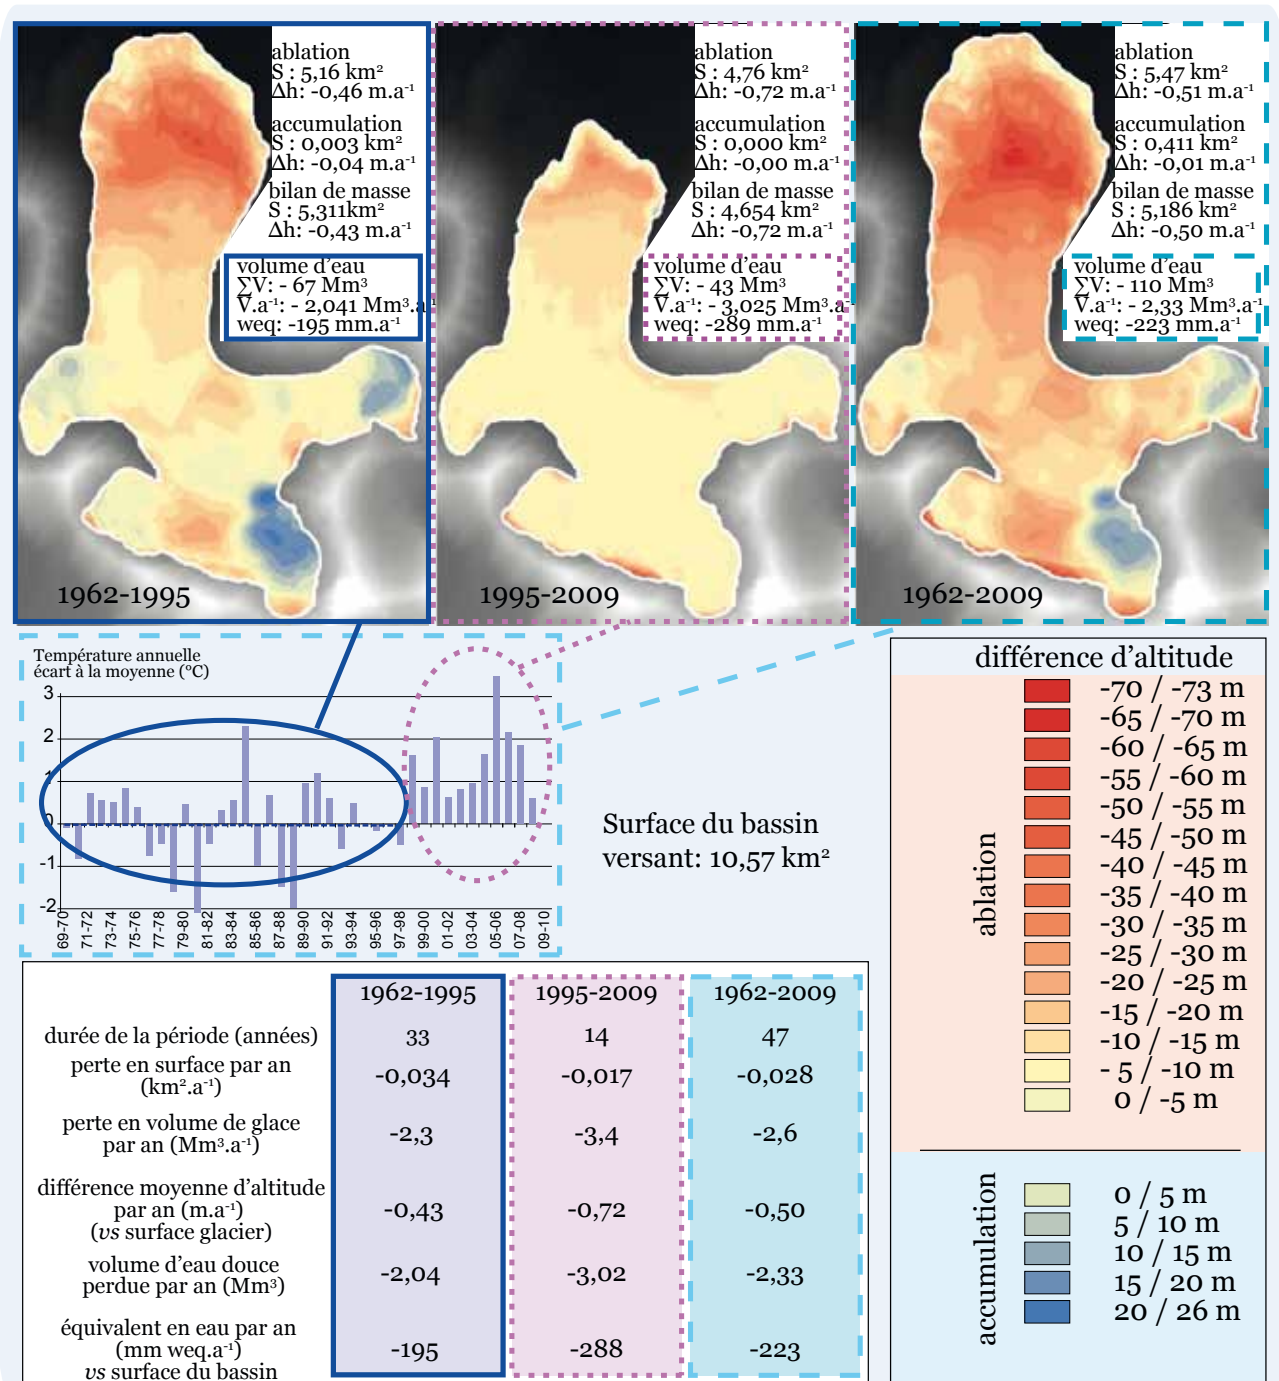 ablation
S : 5,16 km²
Δh: -0,46 m.a⁻¹
accumulation
S : 0,003 km²
Δh: -0,04 m.a⁻¹
bilan de masse
S : 5,311km²
Δh: -0,43 m.a⁻¹
volume d'eau
∑V: - 67 Mm³
V.a⁻¹: - 2,041 Mm³.a⁻¹
weq: -195 mm.a⁻¹
1962-1995
ablation
S : 4,76 km²
Δh: -0,72 m.a⁻¹
accumulation
S : 0,000 km²
Δh: -0,00 m.a⁻¹
bilan de masse
S : 4,654 km²
Δh: -0,72 m.a⁻¹
volume d'eau
∑V: - 43 Mm³
V.a⁻¹: - 3,025 Mm³.a⁻¹
weq: -289 mm.a⁻¹
1995-2009
ablation
S : 5,47 km²
Δh: -0,51 m.a⁻¹
accumulation
S : 0,411 km²
Δh: -0,01 m.a⁻¹
bilan de masse
S : 5,186 km²
Δh: -0,50 m.a⁻¹
volume d'eau
∑V: - 110 Mm³
V.a⁻¹: - 2,33 Mm³.a⁻¹
weq: -223 mm.a⁻¹
1962-2009
Température annuelle
écart à la moyenne (°C)
3
2
1
0
-1
-2
69-70 71-72 73-74 75-76 77-78 79-80 81-82 83-84 85-86 87-88 89-90 91-92 93-94 95-96 97-98 99-00 01-02 03-04 05-06 07-08 09-10
Surface du bassin
versant: 10,57 km²
différence d'altitude
ablation
-70 / -73 m
-65 / -70 m
-60 / -65 m
-55 / -60 m
-50 / -55 m
-45 / -50 m
-40 / -45 m
-35 / -40 m
-30 / -35 m
-25 / -30 m
-20 / -25 m
-15 / -20 m
-10 / -15 m
- 5 / -10 m
0 / -5 m
accumulation
0 / 5 m
5 / 10 m
10 / 15 m
15 / 20 m
20 / 26 m
1962-1995 1995-2009 1962-2009
durée de la période (années) 33 14 47
perte en surface par an
(km².a⁻¹) -0,034 -0,017 -0,028
perte en volume de glace
par an (Mm³.a⁻¹) -2,3 -3,4 -2,6
différence moyenne d'altitude
par an (m.a⁻¹) -0,43 -0,72 -0,50
(vs surface glacier)
volume d'eau douce
perdue par an (Mm³) -2,04 -3,02 -2,33
équivalent en eau par an
(mm weq.a⁻¹) -195 -288 -223
vs surface du bassin